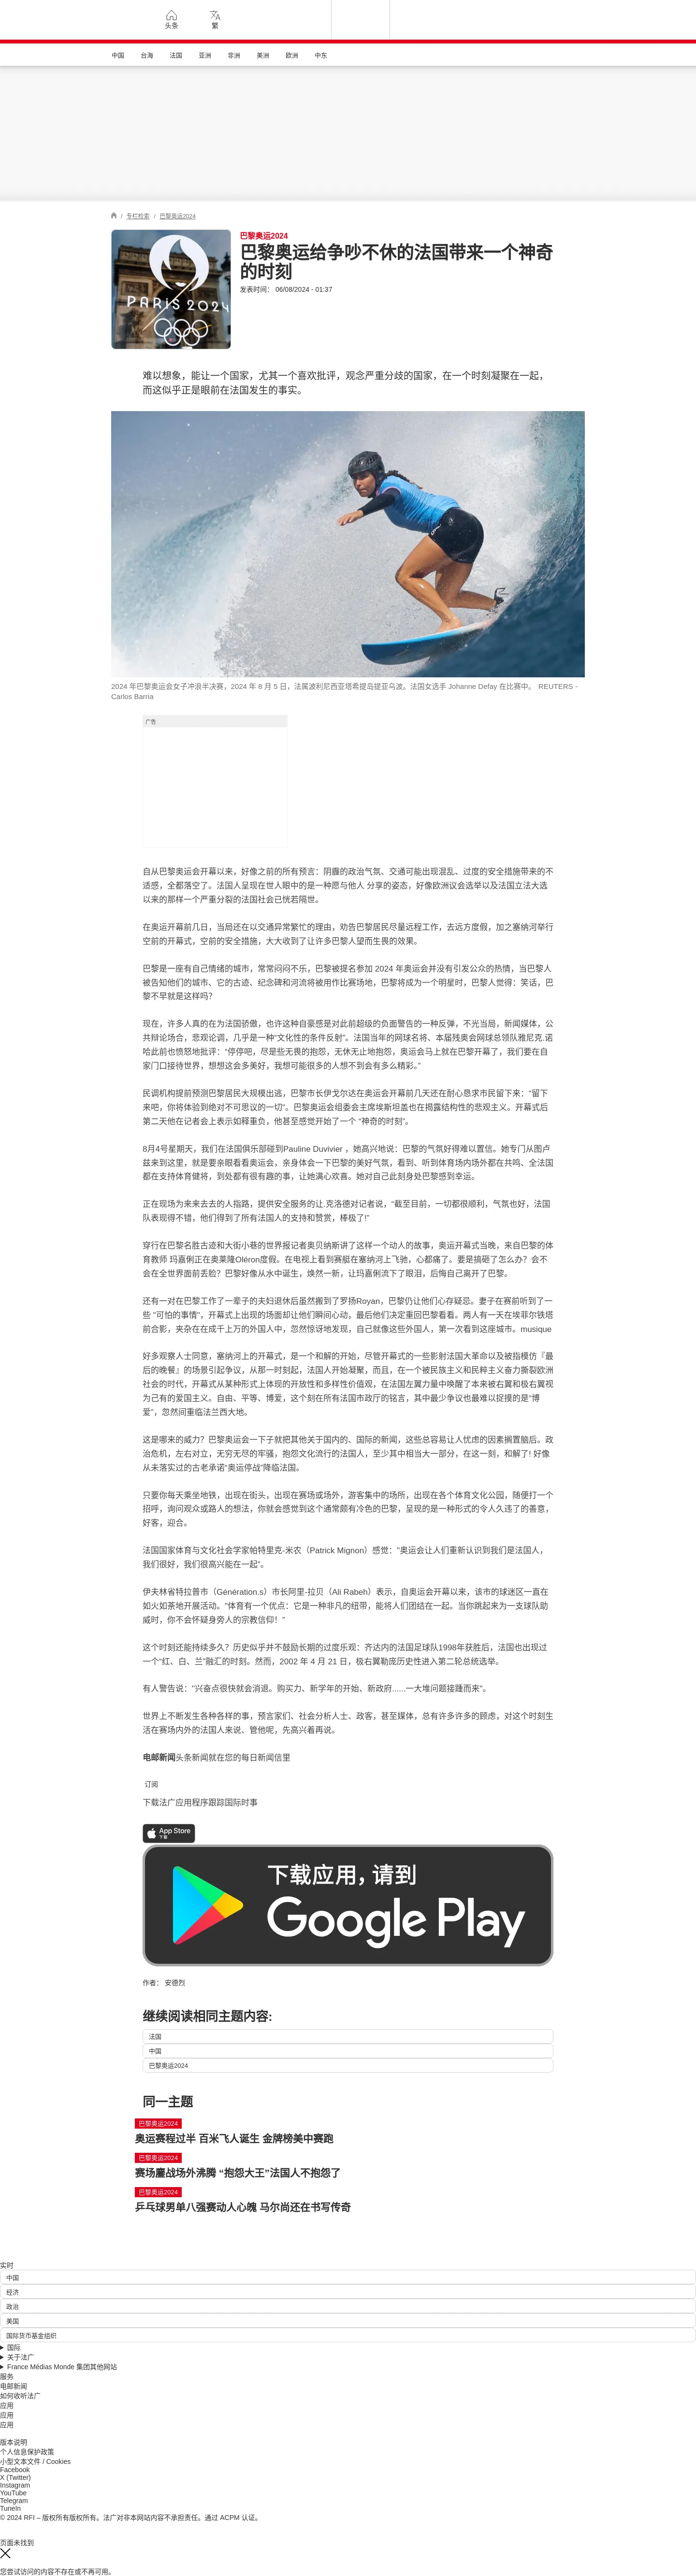 头条
繁
中国
台海
法国
亚洲
非洲
美洲
欧洲
中东
/ 专栏检索 / 巴黎奥运2024
PARIS 2024
巴黎奥运2024
巴黎奥运给争吵不休的法国带来一个神奇
的时刻
发表时间： 06/08/2024 - 01:37
难以想象，能让一个国家，尤其一个喜欢批评，观念严重分歧的国家，在一个时刻凝聚在一起，
而这似乎正是眼前在法国发生的事实。
2024 年巴黎奥运会女子冲浪半决赛，2024 年 8 月 5 日，法属波利尼西亚塔希提岛提亚乌波。法国女选手 Johanne Defay 在比赛中。 REUTERS -
Carlos Barria
广告
自从巴黎奥运会开幕以来，好像之前的所有预言：阴霾的政治气氛、交通可能出现混乱、过度的安全措施带来的不
适感，全都落空了。法国人呈现在世人眼中的是一种愿与他人 分享的姿态，好像欧洲议会选举以及法国立法大选
以来的那样一个严重分裂的法国社会已恍若隔世。
在奥运开幕前几日，当局还在以交通异常繁忙的理由，劝告巴黎居民尽量远程工作，去远方度假，加之塞纳河举行
空前的开幕式，空前的安全措施，大大收到了让许多巴黎人望而生畏的效果。
巴黎是一座有自己情绪的城市，常常闷闷不乐，巴黎被提名参加 2024 年奥运会并没有引发公众的热情，当巴黎人
被告知他们的城市、它的古迹、纪念碑和河流将被用作比赛场地，巴黎将成为一个明星时，巴黎人觉得：笑话，巴
黎不早就是这样吗？
现在，许多人真的在为法国骄傲，也许这种自豪感是对此前超级的负面警告的一种反弹，不光当局，新闻媒体，公
共辩论场合，悲观论调，几乎是一种“文化性的条件反射”。法国当年的网球名将、本届残奥会网球总领队雅尼克.诺
哈此前也愤怒地批评：“停停吧，尽是些无畏的抱怨，无休无止地抱怨，奥运会马上就在巴黎开幕了，我们要在自
家门口接待世界，想想这会多美好，我想可能很多的人想不到会有多么精彩。”
民调机构提前预测巴黎居民大规模出逃，巴黎市长伊戈尔达在奥运会开幕前几天还在耐心恳求市民留下来：“留下
来吧，你将体验到绝对不可思议的一切”。巴黎奥运会组委会主席埃斯坦盖也在揭露结构性的悲观主义。开幕式后
第二天他在记者会上表示如释重负，他甚至感觉开始了一个 “神奇的时刻”。
8月4号星期天，我们在法国俱乐部碰到Pauline Duvivier ，她高兴地说：巴黎的气氛好得难以置信。她专门从图卢
兹来到这里，就是要亲眼看看奥运会，亲身体会一下巴黎的美好气氛，看到、听到体育场内场外都在共鸣、全法国
都在支持体育健将，到处都有很有趣的事，让她满心欢喜。她对自己此刻身处巴黎感到幸运。
正在现场为来来去去的人指路，提供安全服务的让.克洛德对记者说，“截至目前，一切都很顺利，气氛也好，法国
队表现得不错，他们得到了所有法国人的支持和赞赏，棒极了!”
穿行在巴黎名胜古迹和大街小巷的世界报记者奥贝纳斯讲了这样一个动人的故事，奥运开幕式当晚，来自巴黎的体
育教师 玛嘉俐正在奥莱隆Oléron度假。在电视上看到赛艇在塞纳河上飞驰，心都痛了。要是搞砸了怎么办？会不
会在全世界面前丢脸？巴黎好像从水中诞生，焕然一新，让玛嘉俐流下了眼泪，后悔自己离开了巴黎。
还有一对在巴黎工作了一辈子的夫妇退休后虽然搬到了罗扬Royan，巴黎仍让他们心存疑忌。妻子在赛前听到了一
些 “可怕的事情”，开幕式上出现的场面却让他们瞬间心动，最后他们决定重回巴黎看看。两人有一天在埃菲尔铁塔
前合影，夹杂在在成千上万的外国人中，忽然惊讶地发现，自己就像这些外国人，第一次看到这座城市。musique
好多观察人士同意，塞纳河上的开幕式，是一个和解的开始，尽管开幕式的一些影射法国大革命以及被指模仿『最
后的晚餐』的场景引起争议，从那一时刻起，法国人开始凝聚，而且，在一个被民族主义和民粹主义奋力撕裂欧洲
社会的时代，开幕式从某种形式上体现的开放性和多样性价值观，在法国左翼力量中唤醒了本来被右翼和极右翼视
为己有的爱国主义。自由、平等、博爱，这个刻在所有法国市政厅的铭言，其中最少争议也最难以捉摸的是“博
爱”，忽然间重临法兰西大地。
这是哪来的威力？巴黎奥运会一下子就把其他关于国内的、国际的新闻，这些总容易让人忧虑的因素搁置脑后。政
治危机，左右对立，无穷无尽的牢骚，抱怨文化流行的法国人，至少其中相当大一部分，在这一刻，和解了! 好像
从未落实过的古老承诺“奥运停战”降临法国。
只要你每天乘坐地铁，出现在街头，出现在赛场或场外，游客集中的场所，出现在各个体育文化公园，随便打一个
招呼，询问观众或路人的想法，你就会感觉到这个通常颇有冷色的巴黎，呈现的是一种形式的令人久违了的善意，
好客，迎合。
法国国家体育与文化社会学家帕特里克-米农（Patrick Mignon）感觉：“奥运会让人们重新认识到我们是法国人，
我们很好，我们很高兴能在一起”。
伊夫林省特拉普市（Génération.s）市长阿里-拉贝（Ali Rabeh）表示，自奥运会开幕以来，该市的球迷区一直在
如火如荼地开展活动。"体育有一个优点：它是一种非凡的纽带，能将人们团结在一起。当你跳起来为一支球队助
威时，你不会怀疑身旁人的宗教信仰！"
这个时刻还能持续多久？历史似乎并不鼓励长期的过度乐观：齐达内的法国足球队1998年获胜后，法国也出现过
一个“红、白、兰”融汇的时刻。然而，2002 年 4 月 21 日，极右翼勒庞历史性进入第二轮总统选举。
有人警告说：“兴奋点很快就会消退。购买力、新学年的开始、新政府......一大堆问题接踵而来”。
世界上不断发生各种各样的事，预言家们、社会分析人士、政客，甚至媒体，总有许多许多的顾虑，对这个时刻生
活在赛场内外的法国人来说、管他呢，先高兴着再说。
电邮新闻头条新闻就在您的每日新闻信里
订阅
下载法广应用程序跟踪国际时事
App Store
下载
下载应用，请到
Google Play
作者： 安德烈
继续阅读相同主题内容:
法国
中国
巴黎奥运2024
同一主题
巴黎奥运2024
奥运赛程过半 百米飞人诞生 金牌榜美中赛跑
巴黎奥运2024
赛场鏖战场外沸腾 “抱怨大王”法国人不抱怨了
巴黎奥运2024
乒乓球男单八强赛动人心魄 马尔尚还在书写传奇
实时
中国
经济
政治
美国
国际货币基金组织
国际
关于法广
France Médias Monde 集团其他网站
服务
电邮新闻
如何收听法广
应用
应用
应用
版本说明
个人信息保护政策
小型文本文件 / Cookies
Facebook
X (Twitter)
Instagram
YouTube
Telegram
TuneIn
© 2024 RFI – 版权所有版权所有。法广对非本网站内容不承担责任。通过 ACPM 认证。
页面未找到
您尝试访问的内容不存在或不再可用。